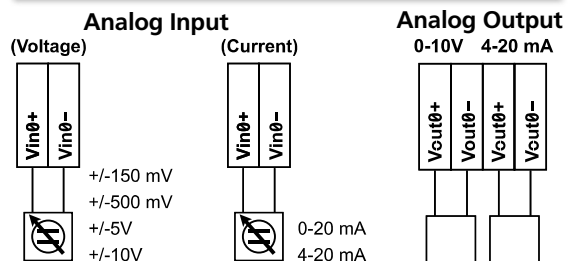 Analog Input
(Voltage)
Vin0+
Vin0−
+/-150 mV
+/-500 mV
+/-5V
+/-10V
(Current)
Vin0+
Vin0−
0-20 mA
4-20 mA
Analog Output
0-10V 4-20 mA
Vout0+
Vout0−
Vout0+
Vout0−